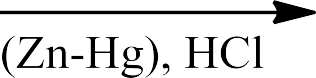 (Zn-Hg), HCl